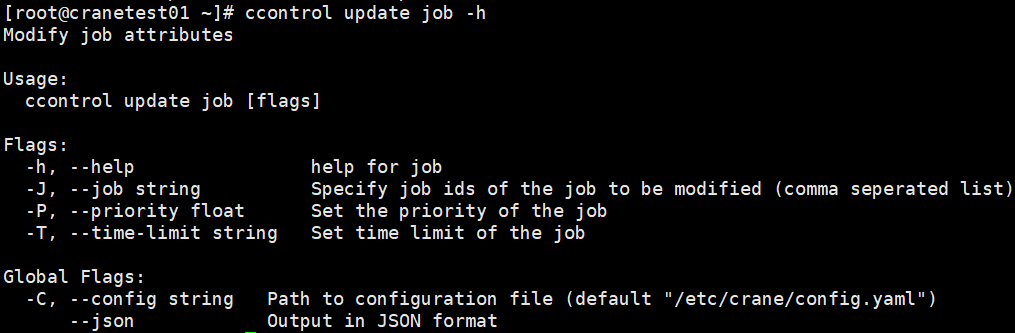 [root@cranetest01 ~]# ccontrol update job -h
Modify job attributes

Usage:
  ccontrol update job [flags]

Flags:
  -h, --help                help for job
  -J, --job string          Specify job ids of the job to be modified (comma seperated list)
  -P, --priority float      Set the priority of the job
  -T, --time-limit string   Set time limit of the job

Global Flags:
  -C, --config string   Path to configuration file (default "/etc/crane/config.yaml")
      --json            Output in JSON format